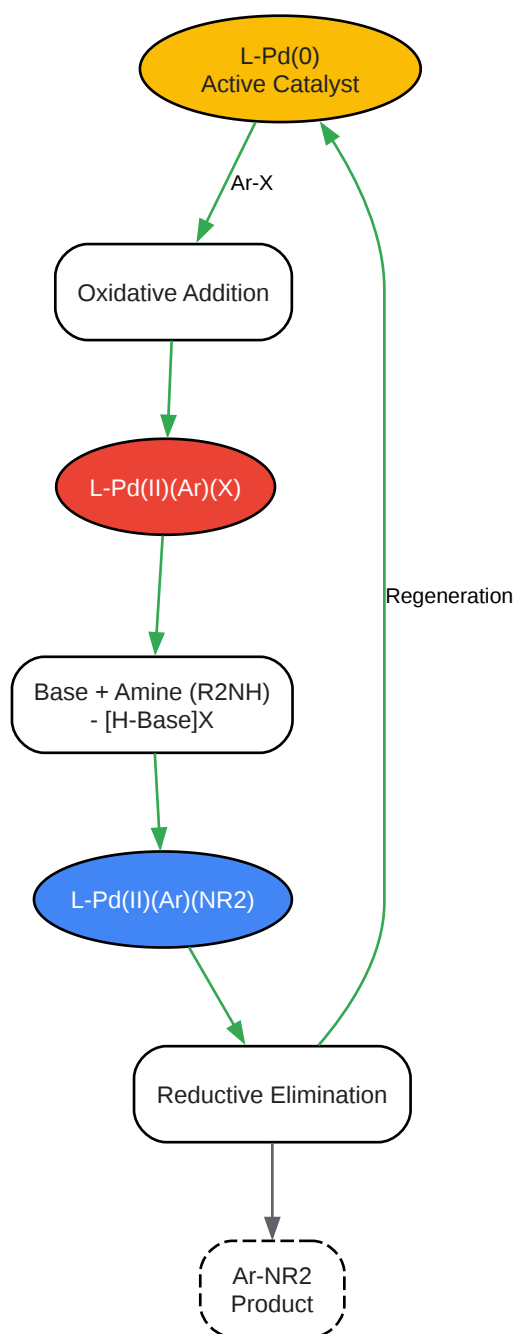 L-Pd(0)
Active Catalyst
Ar-X
Oxidative Addition
L-Pd(II)(Ar)(X)
Regeneration
Base + Amine (R2NH)
- [H-Base]X
L-Pd(II)(Ar)(NR2)
Reductive Elimination
Ar-NR2
Product